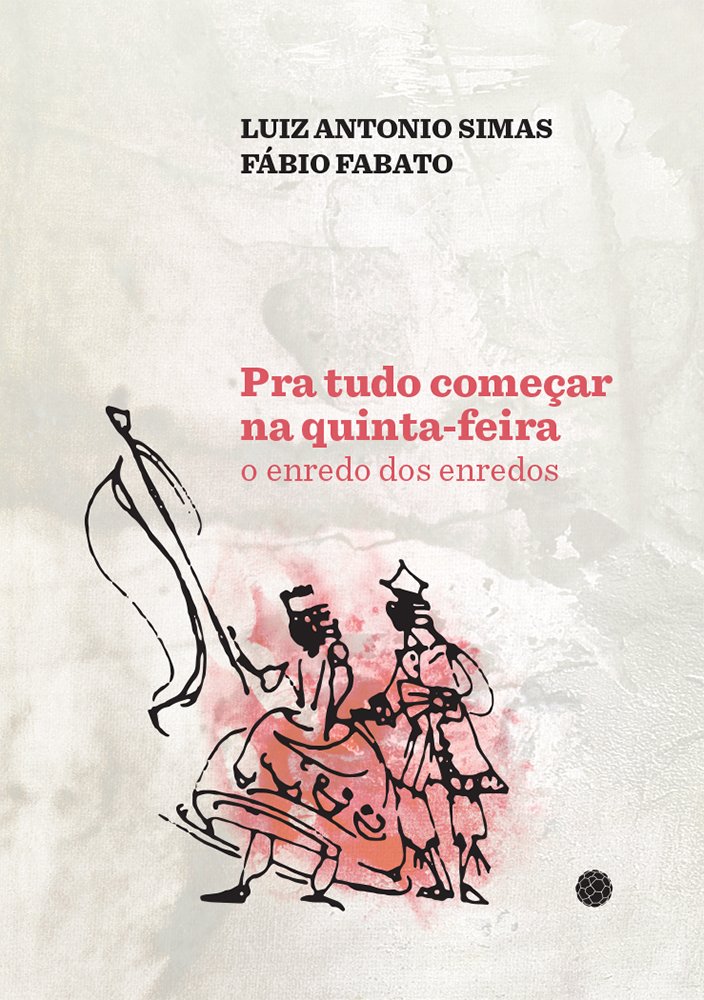 LUIZ ANTONIO SIMAS
FÁBIO FABATO
Pra tudo começar
na quinta-feira
o enredo dos enredos